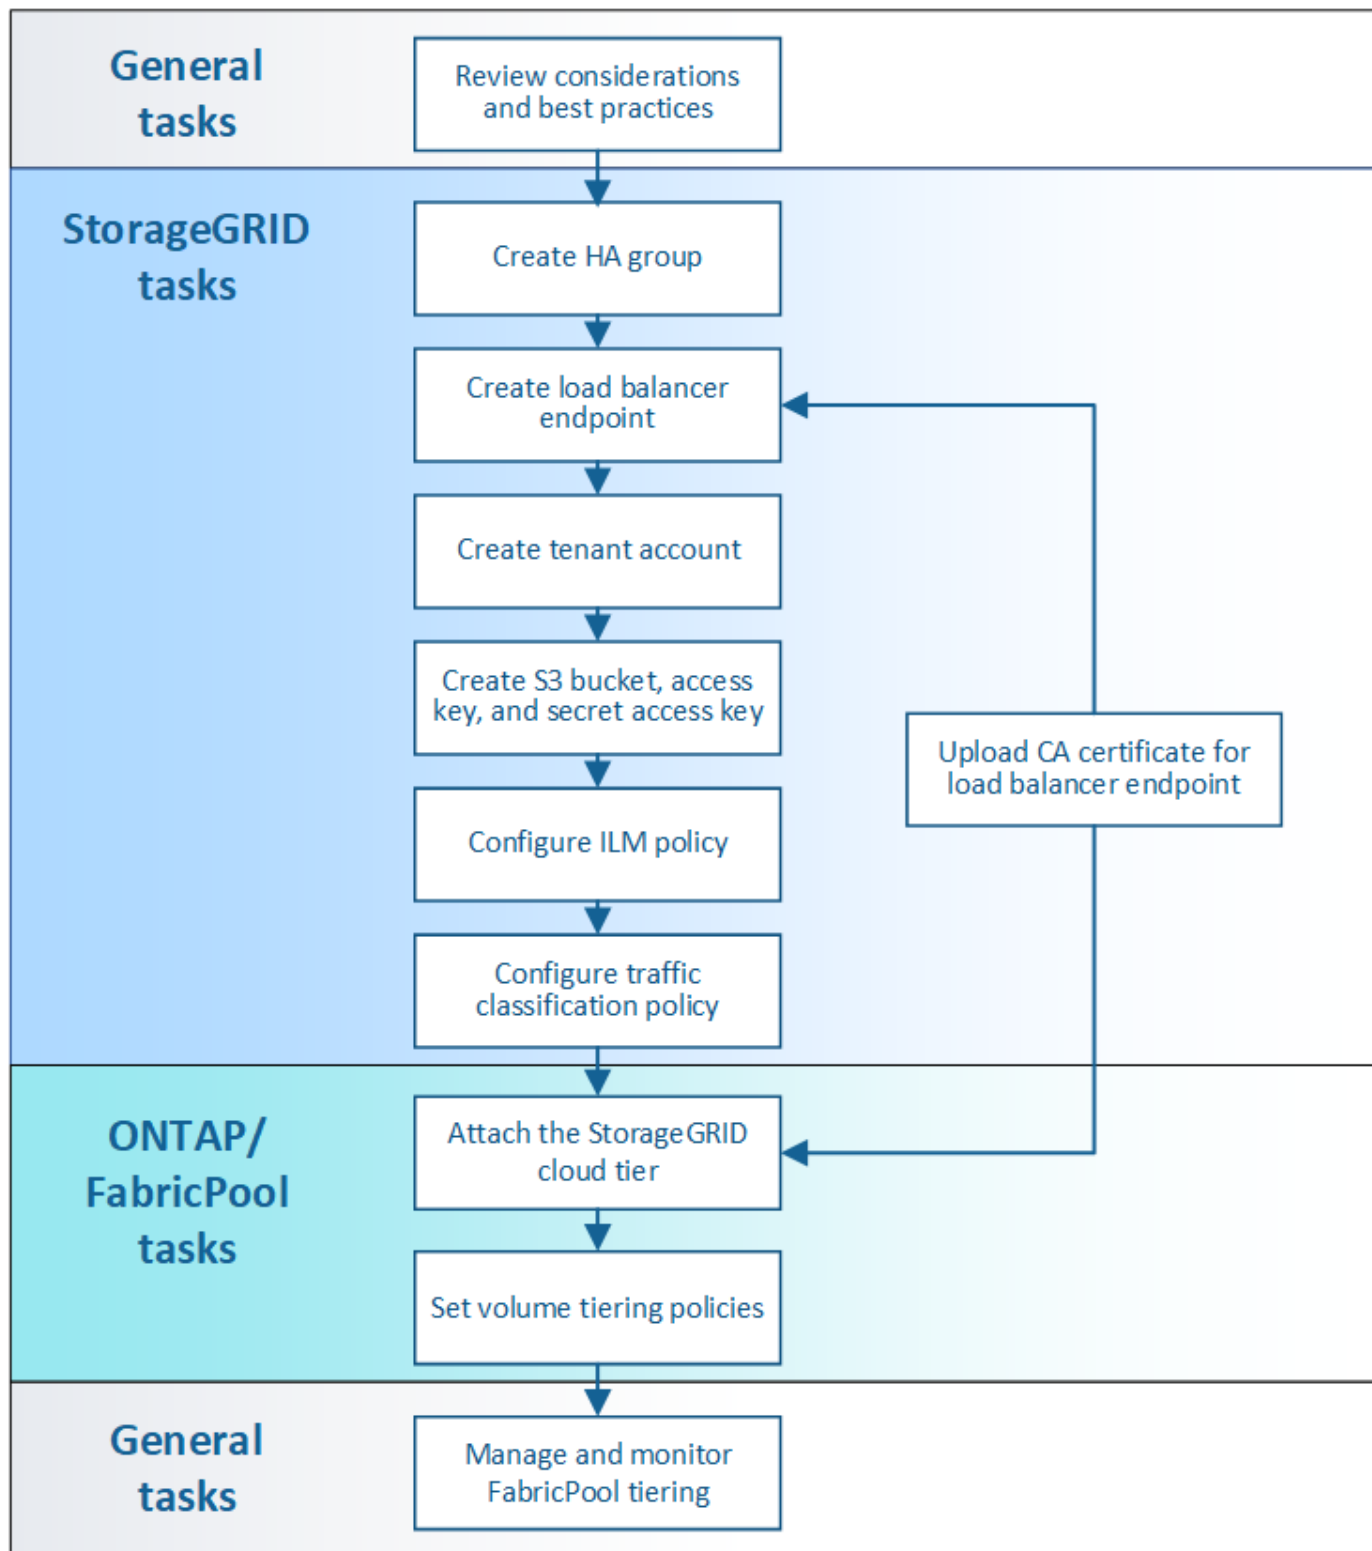 General
tasks
Review considerations
and best practices
StorageGRID
tasks
Create HA group
Create load balancer
endpoint
Create tenant account
Create S3 bucket, access
key, and secret access key
Upload CA certificate for
load balancer endpoint
Configure ILM policy
Configure traffic
classification policy
ONTAP/
FabricPool
tasks
Attach the StorageGRID
cloud tier
Set volume tiering policies
General
tasks
Manage and monitor
FabricPool tiering